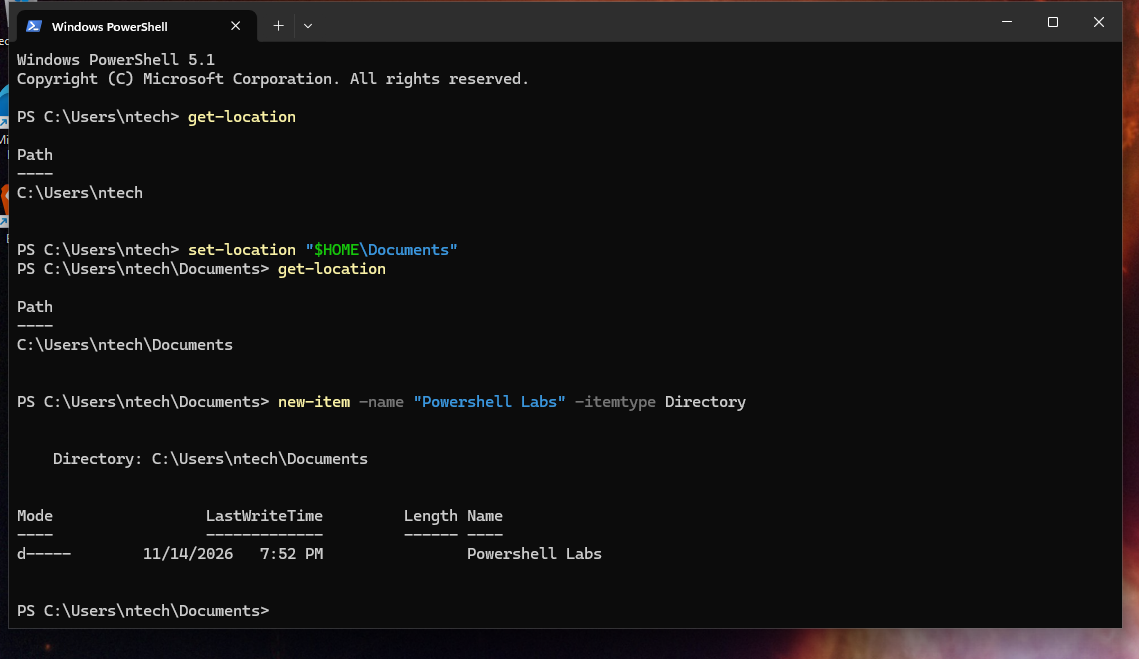 Windows PowerShell
Windows PowerShell 5.1
Copyright (C) Microsoft Corporation. All rights reserved.
PS C:\Users\ntech> get-location
Path
----
C:\Users\ntech
PS C:\Users\ntech> set-location "$HOME\Documents"
PS C:\Users\ntech\Documents> get-location
Path
----
C:\Users\ntech\Documents
PS C:\Users\ntech\Documents> new-item -name "Powershell Labs" -itemtype Directory
Directory: C:\Users\ntech\Documents
Mode LastWriteTime Length Name
---- ------------- ------ ----
d----- 11/14/2026 7:52 PM Powershell Labs
PS C:\Users\ntech\Documents>